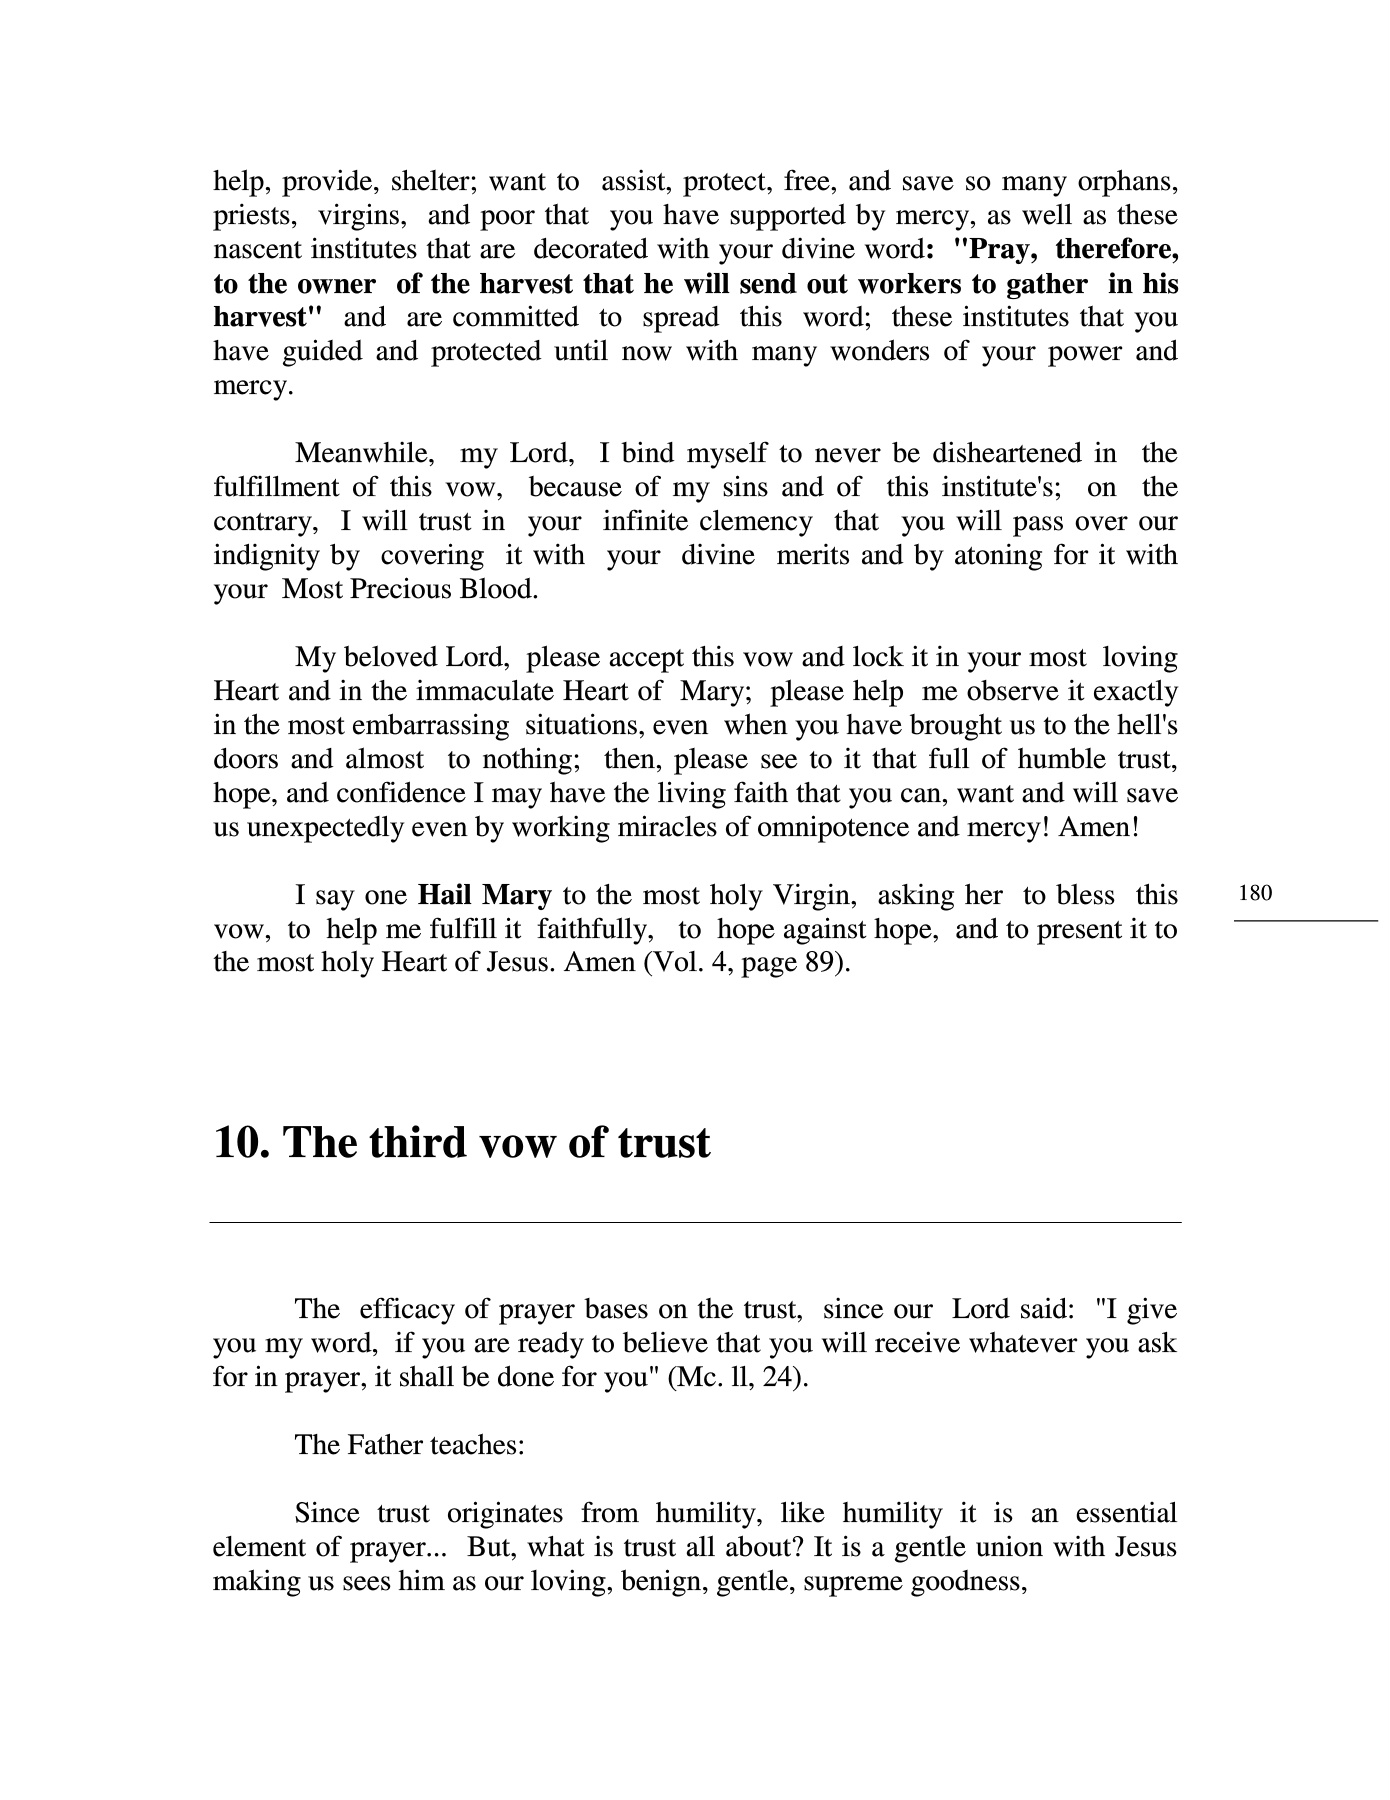 help, provide, shelter; want to assist, protect, free, and save so many orphans,
priests, virgins, and poor that you have supported by mercy, as well as these
nascent institutes that are decorated with your divine word: "Pray, therefore,
to the owner of the harvest that he will send out workers to gather in his
harvest" and are committed to spread this word; these institutes that you
have guided and protected until now with many wonders of your power and
mercy.
Meanwhile, my Lord, I bind myself to never be disheartened in the
fulfillment of this vow, because of my sins and of this institute's; on the
contrary, I will trust in your infinite clemency that you will pass over our
indignity by covering it with your divine merits and by atoning for it with
your Most Precious Blood.
My beloved Lord, please accept this vow and lock it in your most loving
Heart and in the immaculate Heart of Mary; please help me observe it exactly
in the most embarrassing situations, even when you have brought us to the hell's
doors and almost to nothing; then, please see to it that full of humble trust,
hope, and confidence I may have the living faith that you can, want and will save
us unexpectedly even by working miracles of omnipotence and mercy! Amen!
I say one Hail Mary to the most holy Virgin, asking her to bless this
vow, to help me fulfill it faithfully, to hope against hope, and to present it to
the most holy Heart of Jesus. Amen (Vol. 4, page 89).
180
10. The third vow of trust
The efficacy of prayer bases on the trust, since our Lord said: "I give
you my word, if you are ready to believe that you will receive whatever you ask
for in prayer, it shall be done for you" (Mc. ll, 24).
The Father teaches:
Since trust originates from humility, like humility it is an essential
element of prayer... But, what is trust all about? It is a gentle union with Jesus
making us sees him as our loving, benign, gentle, supreme goodness,